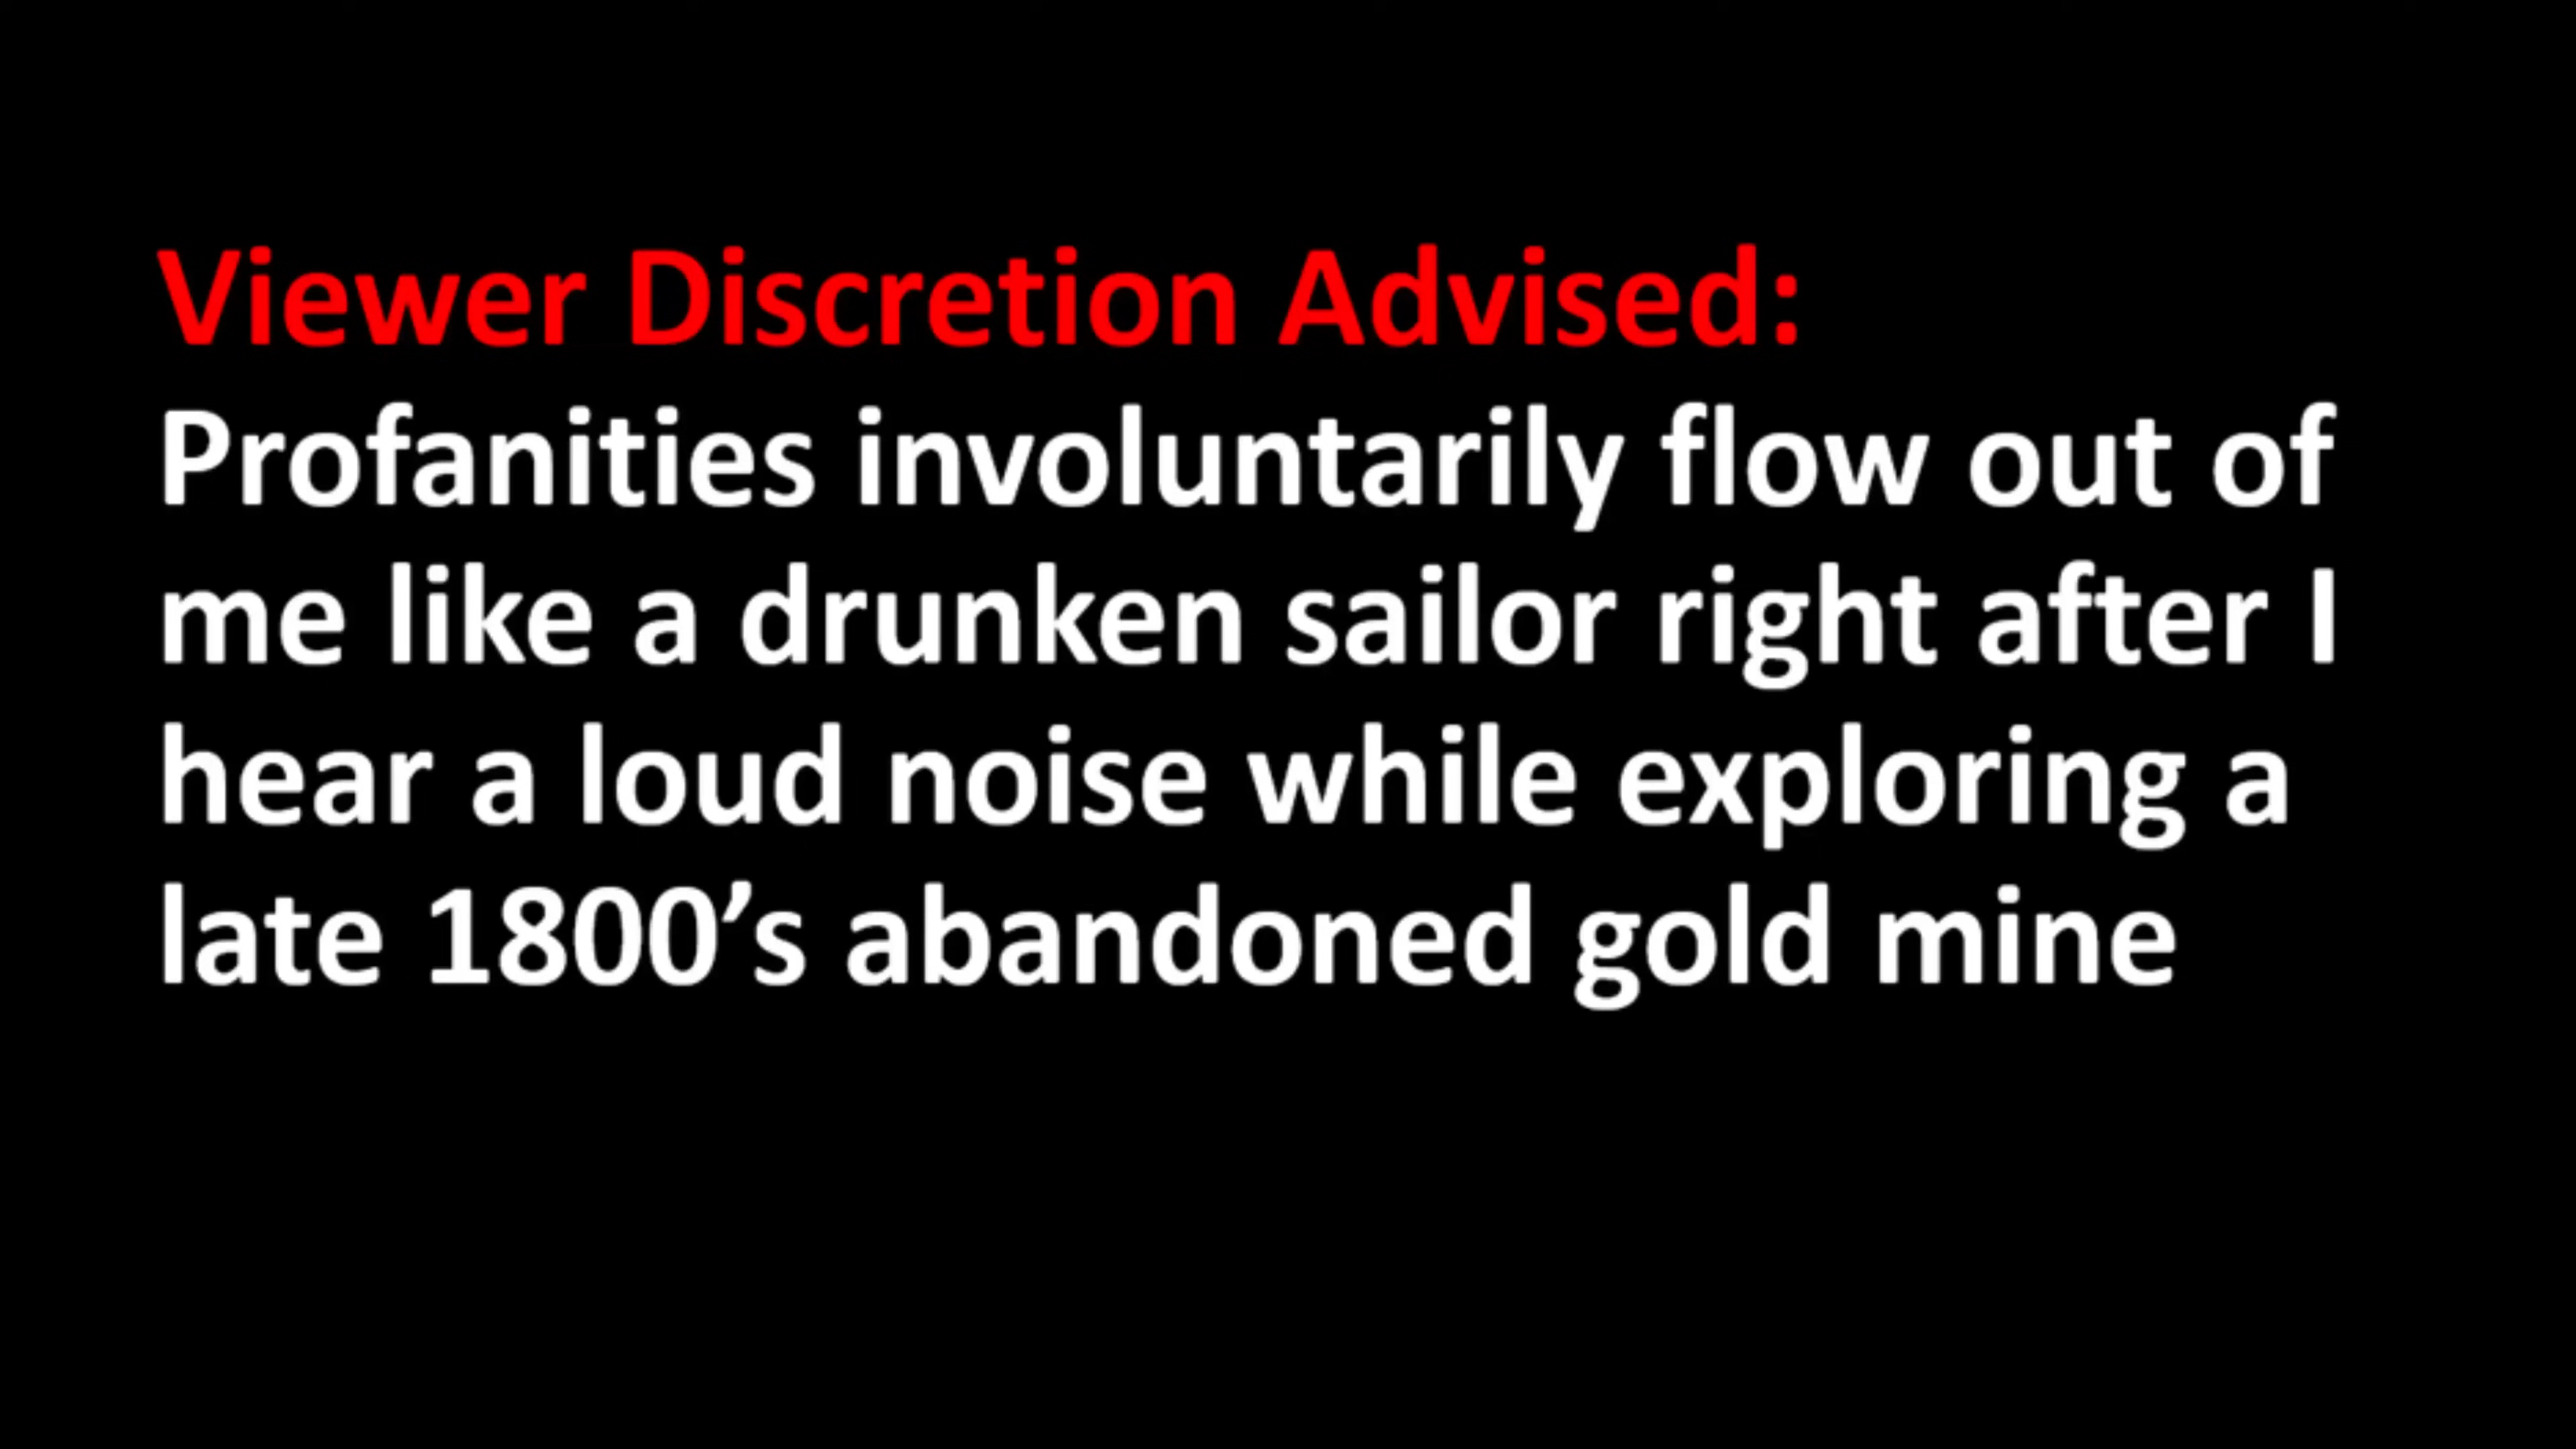 Viewer Discretion Advised:
Profanities involuntarily flow out of
me like a drunken sailor right after I
hear a loud noise while exploring a
late 1800’s abandoned gold mine